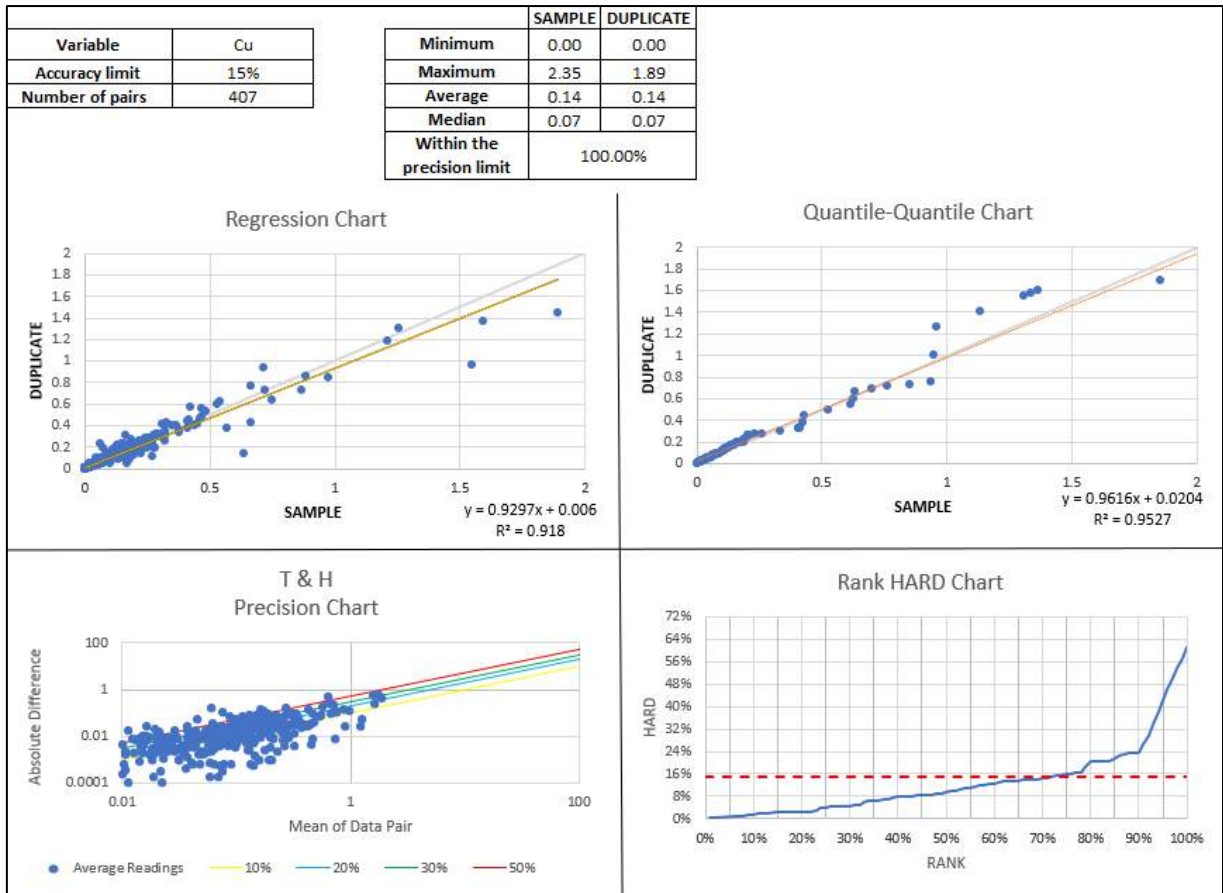 SAMPLE DUPLICATE
Variable Cu
Accuracy limit 15%
Number of pairs 407
Minimum 0.00 0.00
Maximum 2.35 1.89
Average 0.14 0.14
Median 0.07 0.07
Within the
precision limit
100.00%
Regression Chart
DUPLICATE
2
1.8
1.6
1.4
1.2
1
0.8
0.6
0.4
0.2
0
0 0.5 1 1.5 2
SAMPLE
y = 0.9297x + 0.006
R² = 0.918
Quantile-Quantile Chart
DUPLICATE
2
1.8
1.6
1.4
1.2
1
0.8
0.6
0.4
0.2
0
0 0.5 1 1.5 2
SAMPLE
y = 0.9616x + 0.0204
R² = 0.9527
T & H
Precision Chart
Absolute Difference
100
1
0.01
0.0001
0.01 1 100
Mean of Data Pair
Average Readings 10% 20% 30% 50%
Rank HARD Chart
HARD
72%
64%
56%
48%
40%
32%
24%
16%
8%
0%
0% 10% 20% 30% 40% 50% 60% 70% 80% 90% 100%
RANK